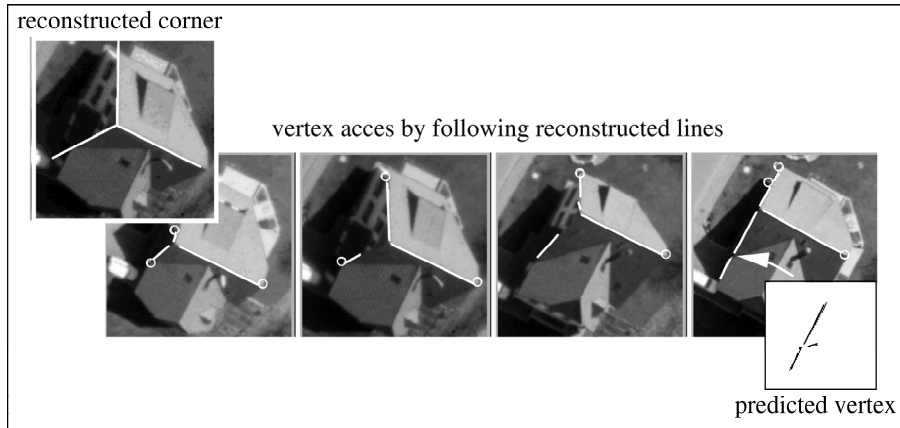 reconstructed corner
vertex acces by following reconstructed lines
predicted vertex